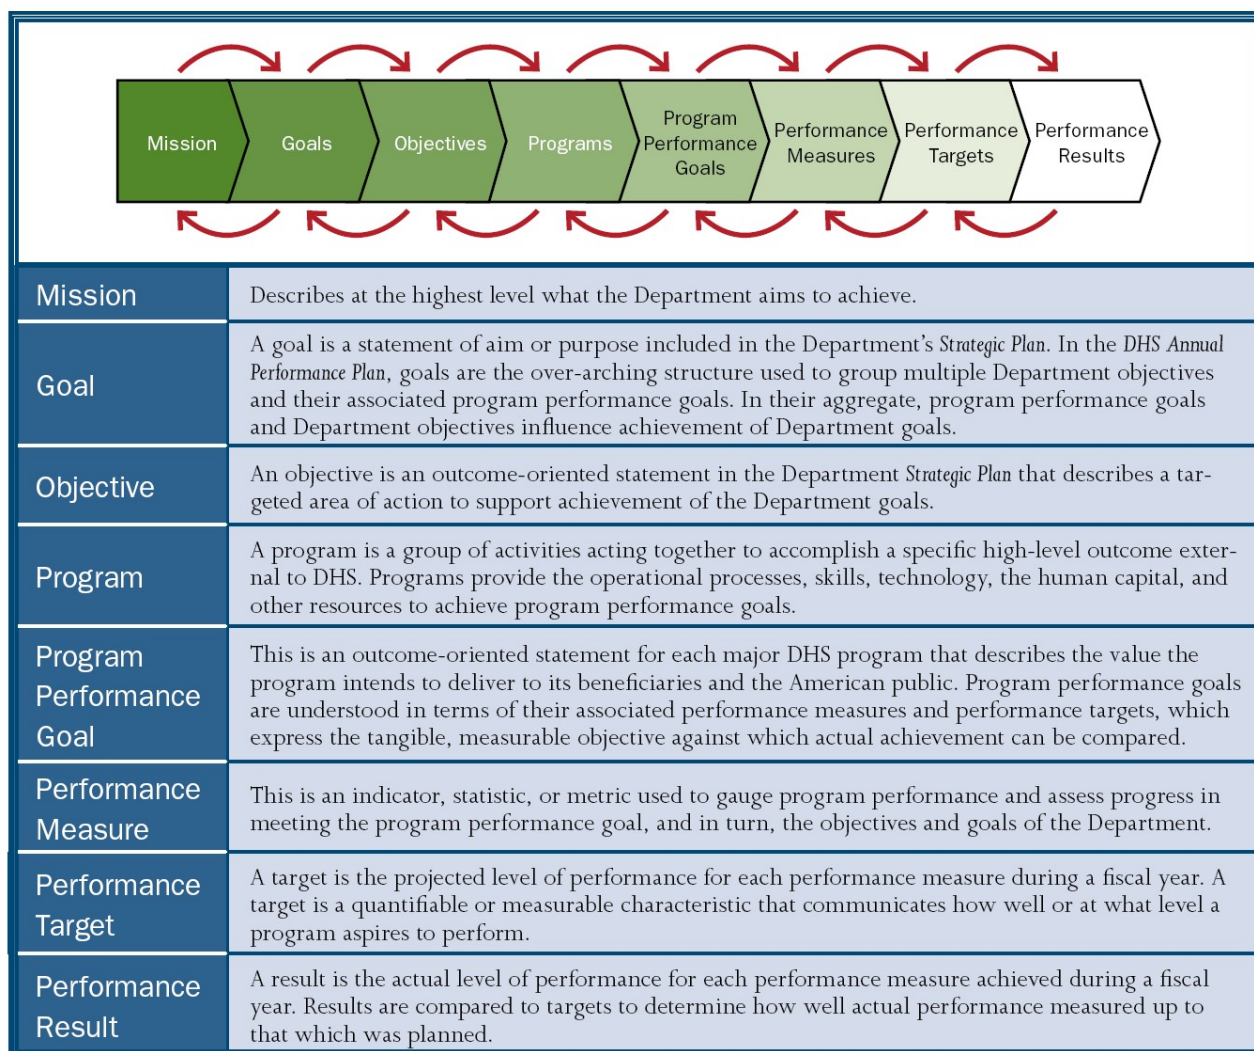 Mission
Goals
Objectives
Programs
Program
Performance
Goals
Performance
Measures
Performance
Targets
Performance
Results
Mission
Describes at the highest level what the Department aims to achieve.
Goal
A goal is a statement of aim or purpose included in the Department’s Strategic Plan. In the DHS Annual
Performance Plan, goals are the over-arching structure used to group multiple Department objectives
and their associated program performance goals. In their aggregate, program performance goals
and Department objectives influence achievement of Department goals.
Objective
An objective is an outcome-oriented statement in the Department Strategic Plan that describes a tar-
geted area of action to support achievement of the Department goals.
Program
A program is a group of activities acting together to accomplish a specific high-level outcome exter-
nal to DHS. Programs provide the operational processes, skills, technology, the human capital, and
other resources to achieve program performance goals.
Program
Performance
Goal
This is an outcome-oriented statement for each major DHS program that describes the value the
program intends to deliver to its beneficiaries and the American public. Program performance goals
are understood in terms of their associated performance measures and performance targets, which
express the tangible, measurable objective against which actual achievement can be compared.
Performance
Measure
This is an indicator, statistic, or metric used to gauge program performance and assess progress in
meeting the program performance goal, and in turn, the objectives and goals of the Department.
Performance
Target
A target is the projected level of performance for each performance measure during a fiscal year. A
target is a quantifiable or measurable characteristic that communicates how well or at what level a
program aspires to perform.
Performance
Result
A result is the actual level of performance for each performance measure achieved during a fiscal
year. Results are compared to targets to determine how well actual performance measured up to
that which was planned.